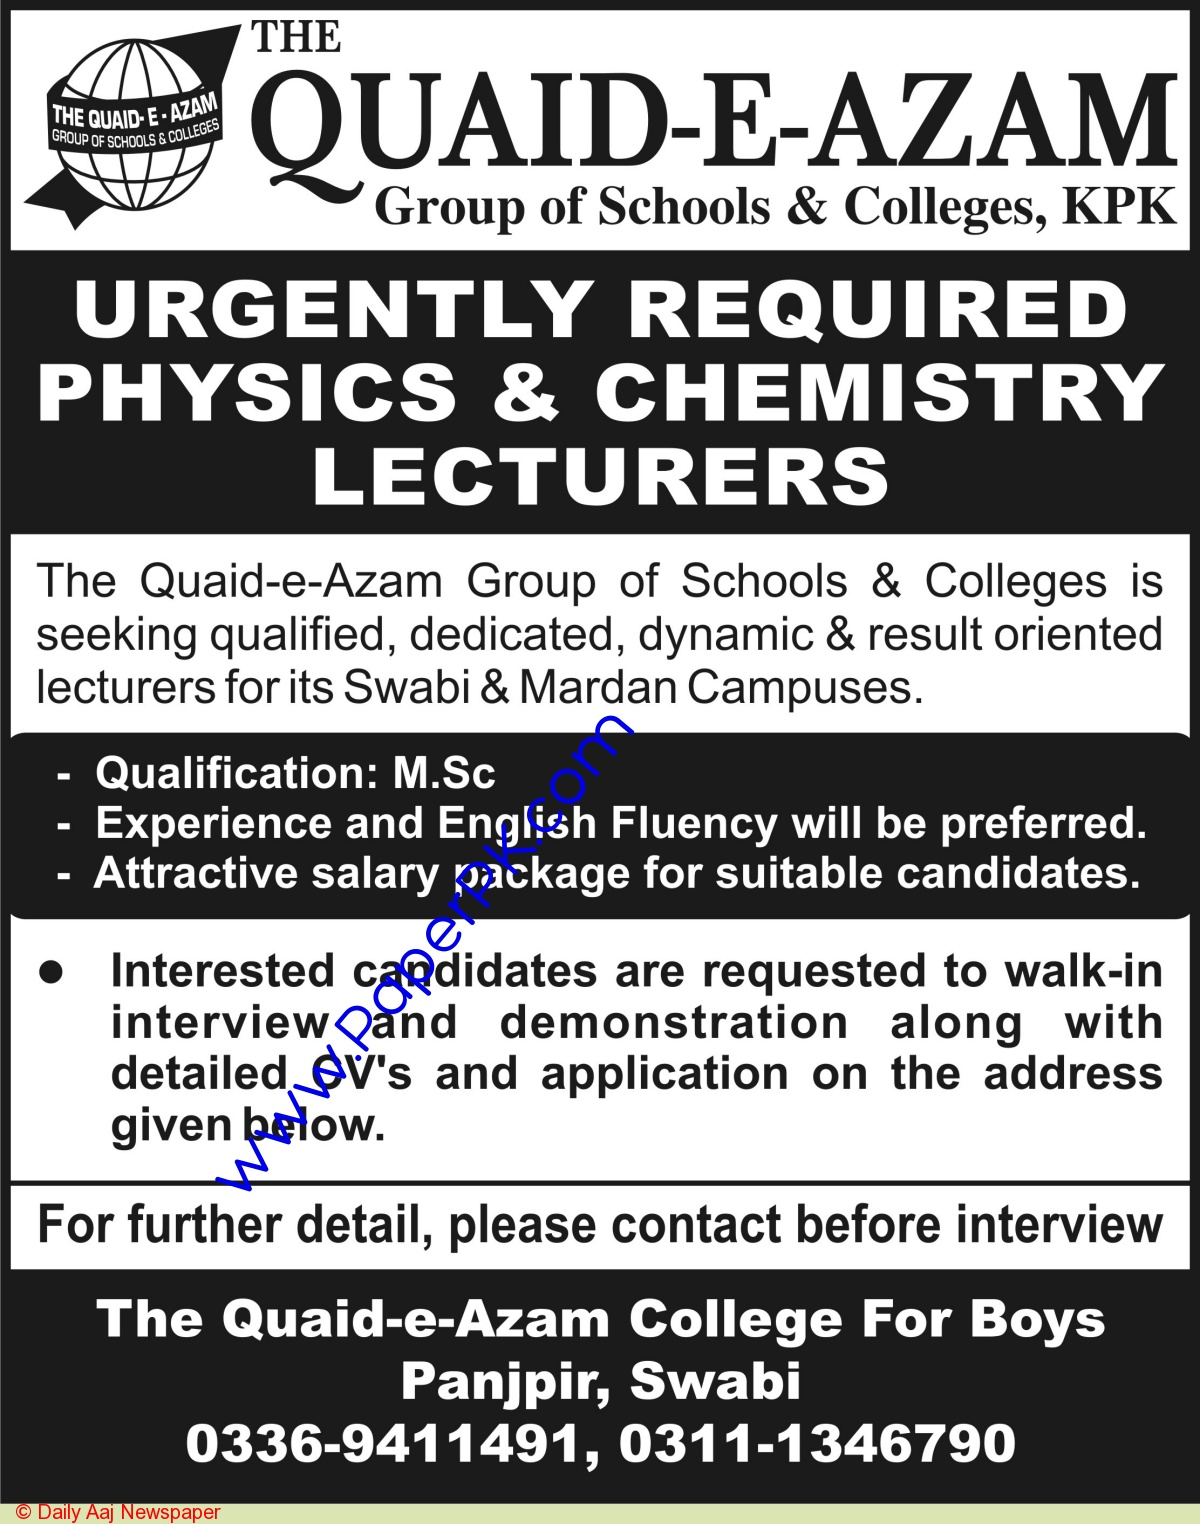 THE QUAID-E-AZAM
GROUP OF SCHOOLS & COLLEGES
THE
QUAID-E-AZAM
Group of Schools & Colleges, KPK
URGENTLY REQUIRED
PHYSICS & CHEMISTRY
LECTURERS
The Quaid-e-Azam Group of Schools & Colleges is
seeking qualified, dedicated, dynamic & result oriented
lecturers for its Swabi & Mardan Campuses.
- Qualification: M.Sc
- Experience and English Fluency will be preferred.
- Attractive salary package for suitable candidates.
● Interested candidates are requested to walk-in
interview and demonstration along with
detailed CV's and application on the address
given below.
www.PaperPK.com
For further detail, please contact before interview
The Quaid-e-Azam College For Boys
Panjpir, Swabi
0336-9411491, 0311-1346790
© Daily Aaj Newspaper